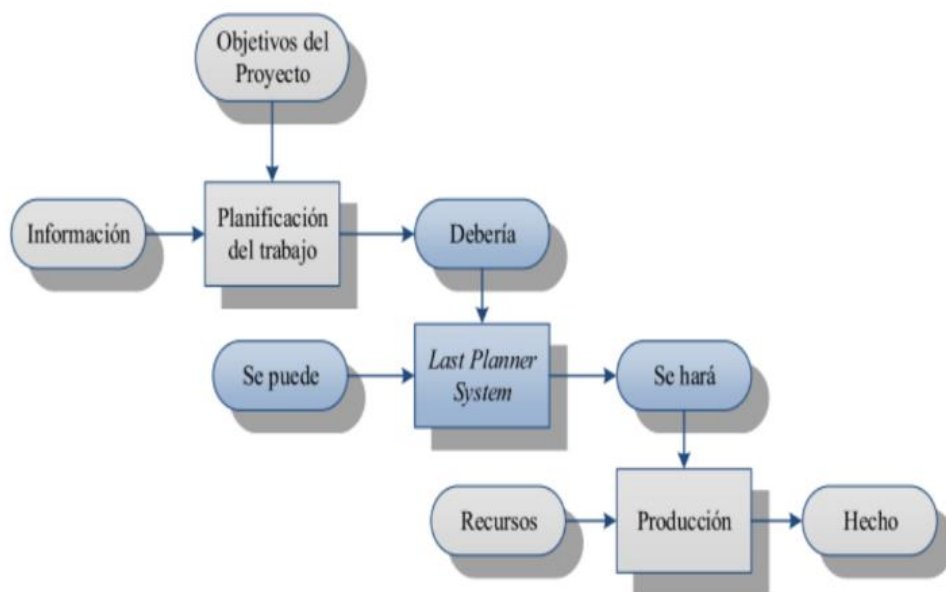 Objetivos del
Proyecto
Información
Planificación
del trabajo
Debería
Se puede
Last Planner
System
Se hará
Recursos
Producción
Hecho